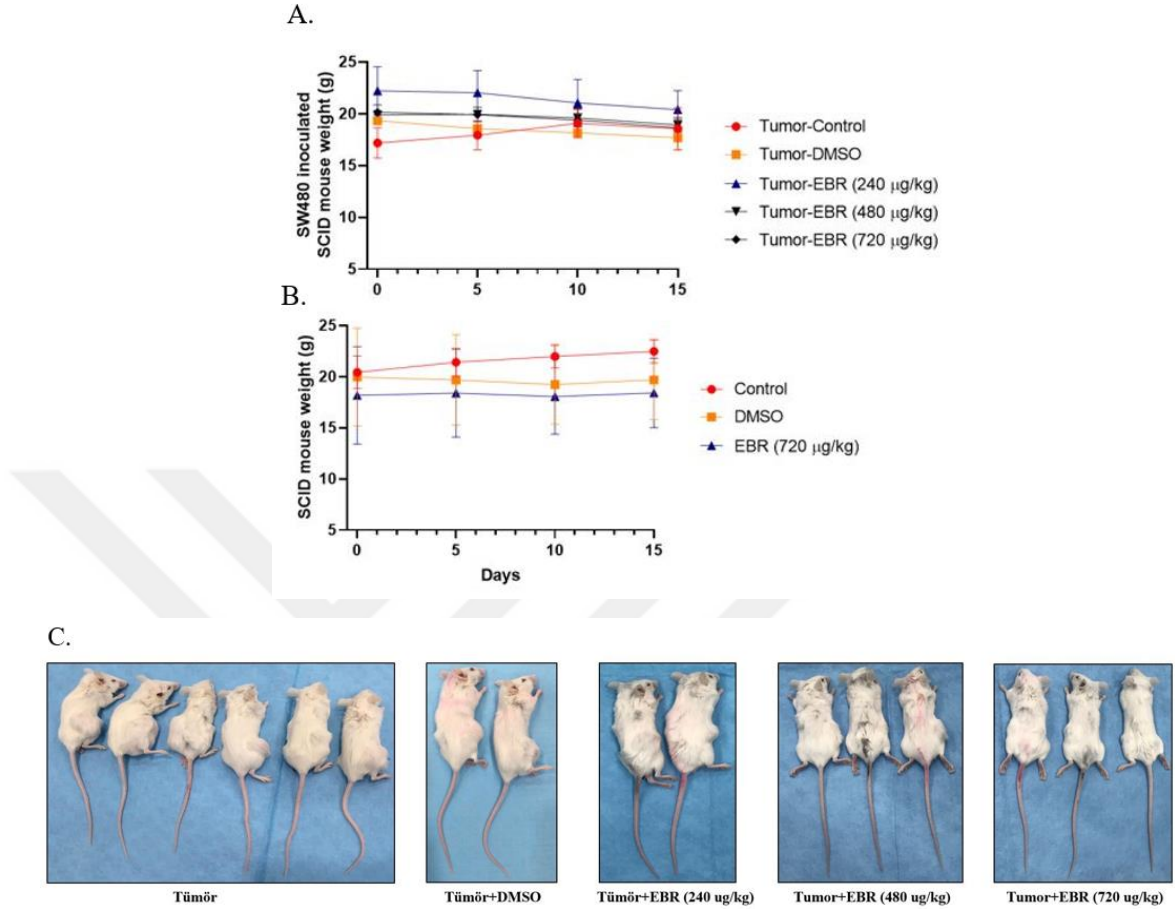 A.
SW480 inoculated
SCID mouse weight (g)
25
20
15
10
5
0 5 10 15
Tumor-Control
Tumor-DMSO
Tumor-EBR (240 µg/kg)
Tumor-EBR (480 µg/kg)
Tumor-EBR (720 µg/kg)
B.
SCID mouse weight (g)
25
20
15
10
5
0 5 10 15
Days
Control
DMSO
EBR (720 µg/kg)
C.
Tümör
Tümör+DMSO
Tümör+EBR (240 ug/kg)
Tumor+EBR (480 ug/kg)
Tumor+EBR (720 ug/kg)